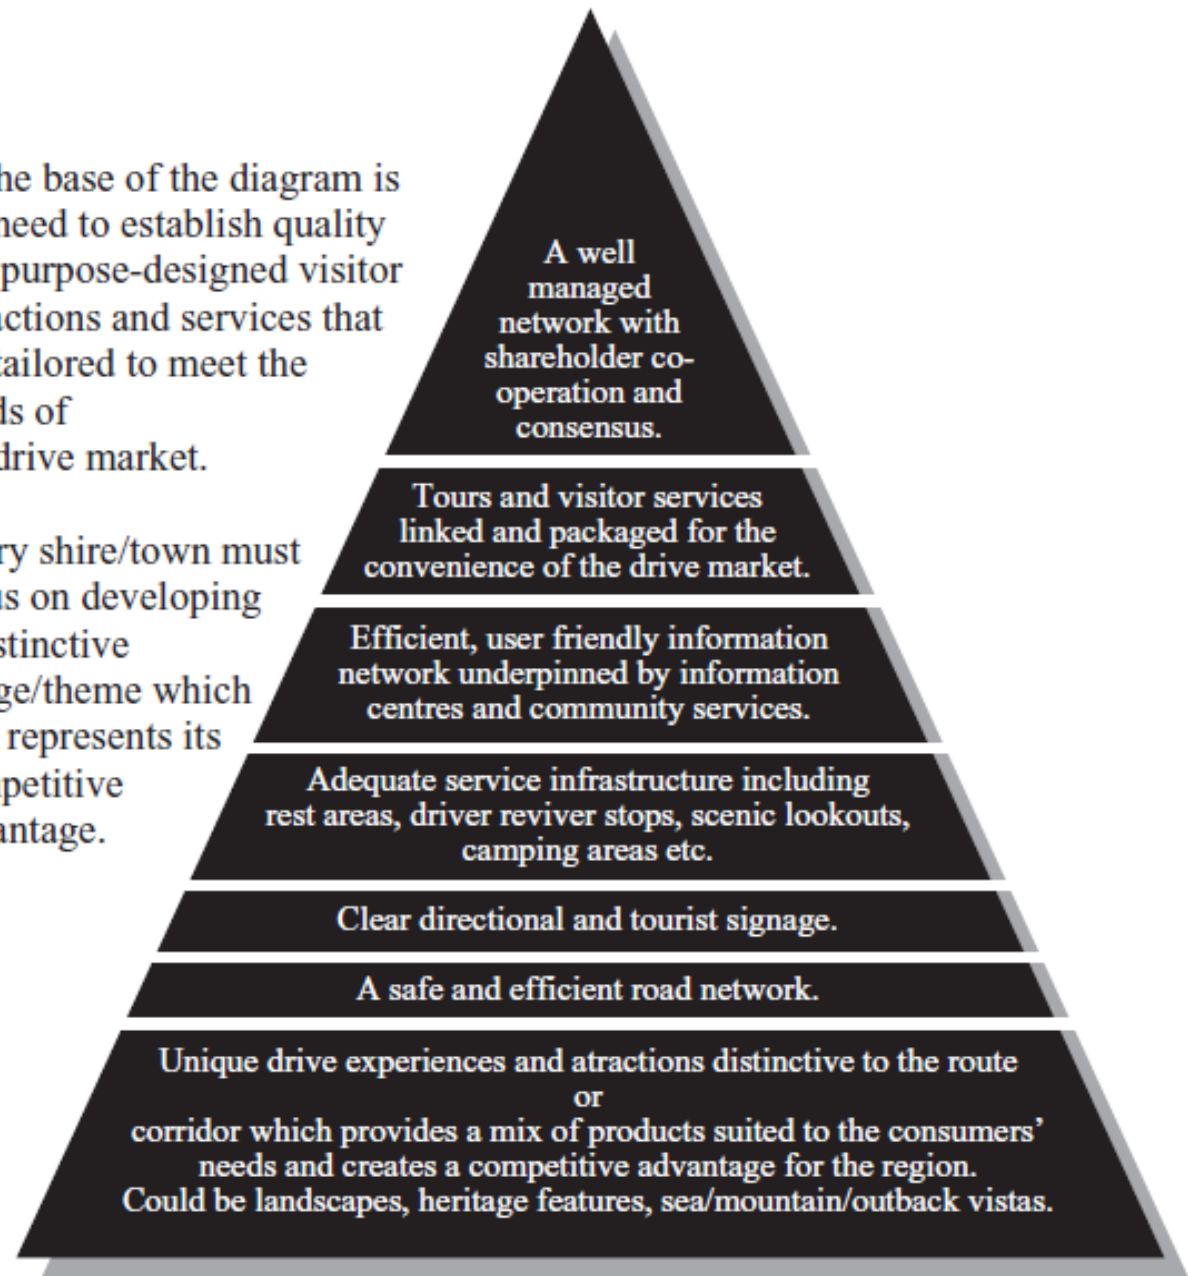 he base of the diagram is
need to establish quality
purpose-designed visitor
actions and services that
tailored to meet the
ds of
drive market.
ry shire/town must
us on developing
stinctive
ge/theme which
represents its
petitive
antage.
A well
managed
network with
shareholder co-
operation and
consensus.
Tours and visitor services
linked and packaged for the
convenience of the drive market.
Efficient, user friendly information
network underpinned by information
centres and community services.
Adequate service infrastructure including
rest areas, driver reviver stops, scenic lookouts,
camping areas etc.
Clear directional and tourist signage.
A safe and efficient road network.
Unique drive experiences and atractions distinctive to the route
or
corridor which provides a mix of products suited to the consumers’
needs and creates a competitive advantage for the region.
Could be landscapes, heritage features, sea/mountain/outback vistas.